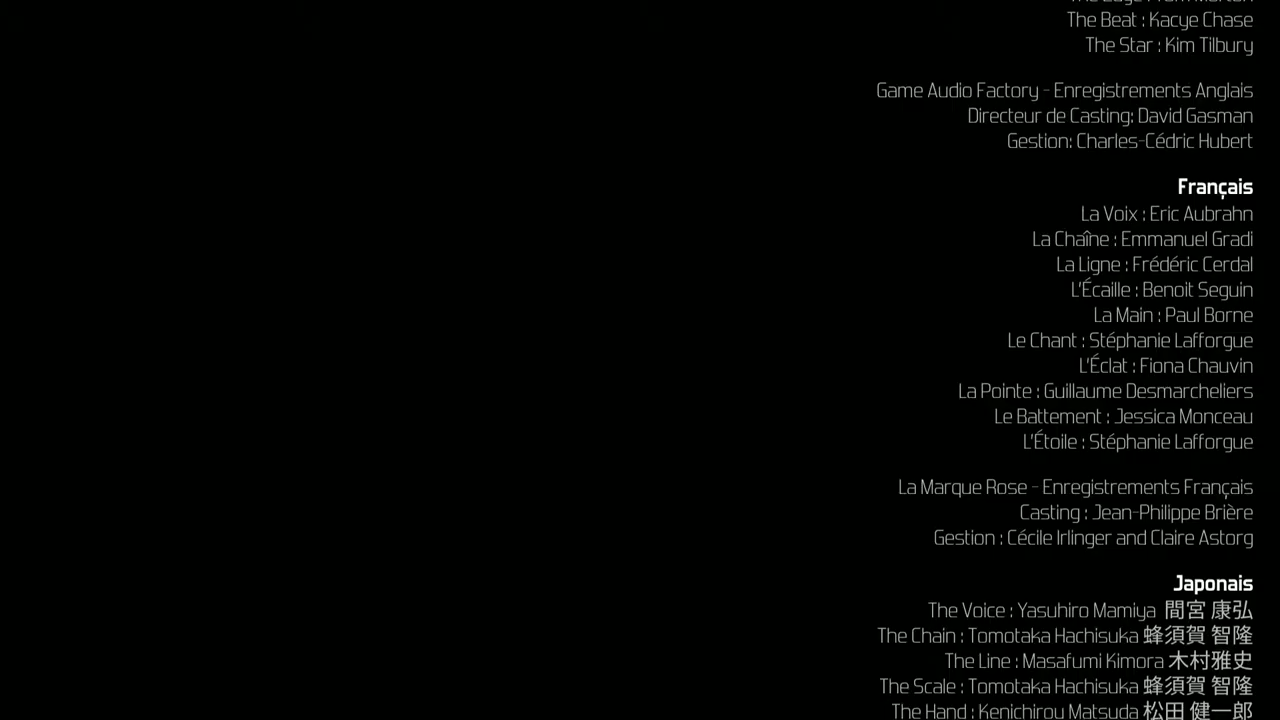 The Beat : Kacye Chase
The Star : Kim Tilbury
Game Audio Factory - Enregistrements Anglais
Directeur de Casting: David Gasman
Gestion: Charles-Cédric Hubert
Français
La Voix : Eric Aubrahn
La Chaîne : Emmanuel Gradi
La Ligne : Frédéric Cerdal
L'Écaille : Benoit Seguin
La Main : Paul Borne
Le Chant : Stéphanie Lafforgue
L'Éclat : Fiona Chauvin
La Pointe : Guillaume Desmarcheliers
Le Battement : Jessica Monceau
L'Étoile : Stéphanie Lafforgue
La Marque Rose - Enregistrements Français
Casting : Jean-Philippe Brière
Gestion : Cécile Irlinger and Claire Astorg
Japonais
The Voice : Yasuhiro Mamiya 間宮 康弘
The Chain : Tomotaka Hachisuka 蜂須賀 智隆
The Line : Masafumi Kimora 木村雅史
The Scale : Tomotaka Hachisuka 蜂須賀 智隆
The Hand : Kenichirou Matsuda 松田 健一郎